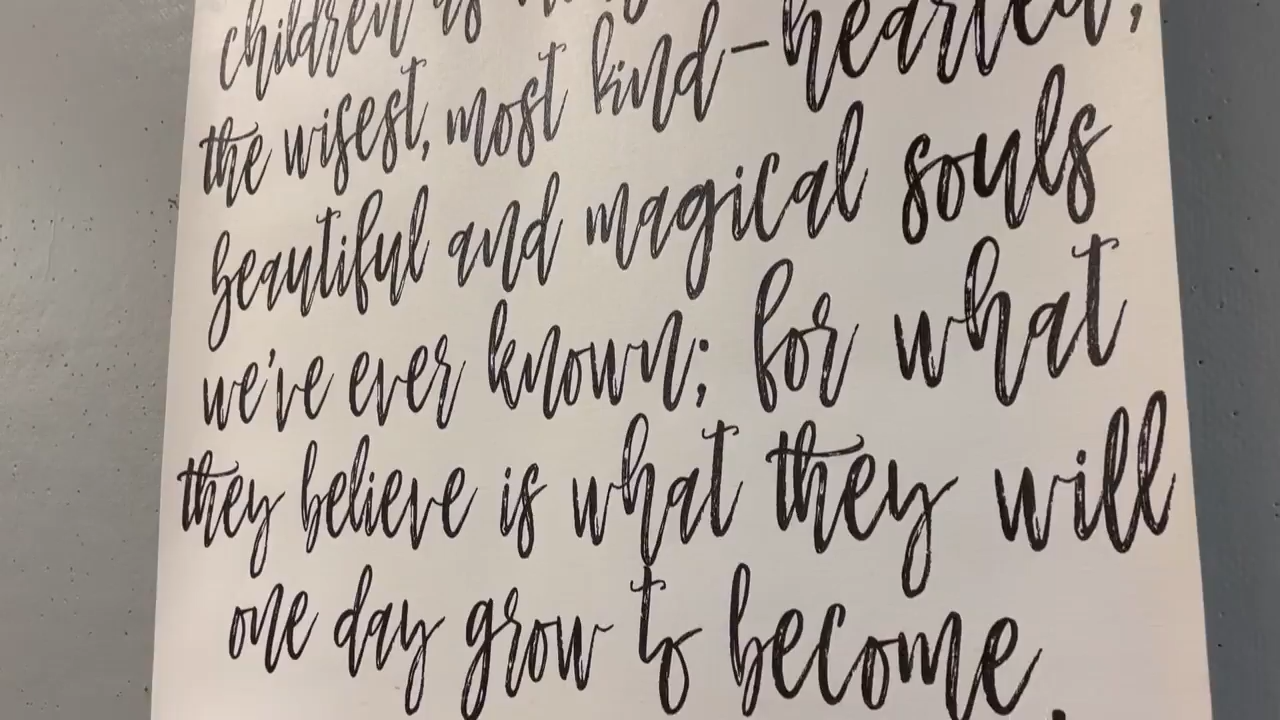 children as
the wisest, most kind-hearted,
beautiful and magical souls
we've ever known; for what
they believe is what they will
one day grow to become.